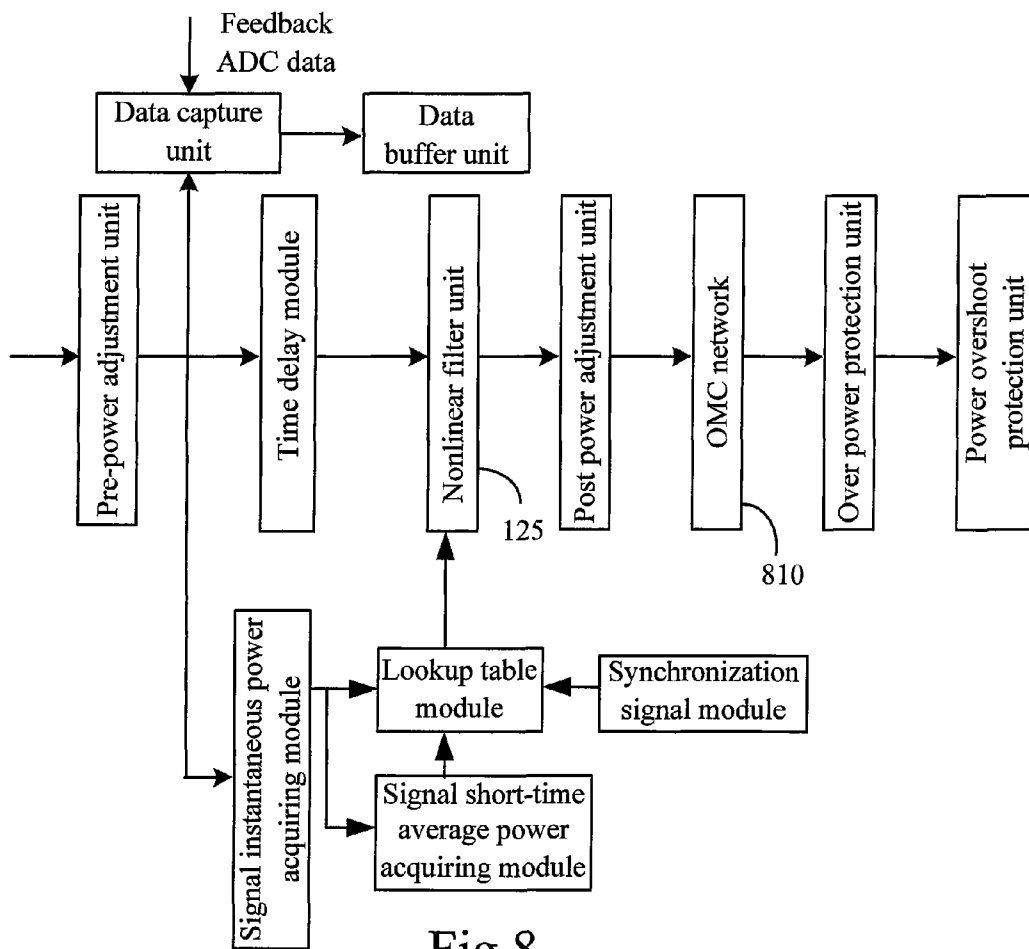 Feedback
ADC data
Data capture
unit
Data
buffer unit
Pre-power adjustment unit
Time delay module
Nonlinear filter unit
Post power adjustment unit
OMC network
Over power protection unit
Power overshoot
protection unit
125
810
Signal instantaneous power
acquiring module
Lookup table
module
Synchronization
signal module
Signal short-time
average power
acquiring module
Fig.8